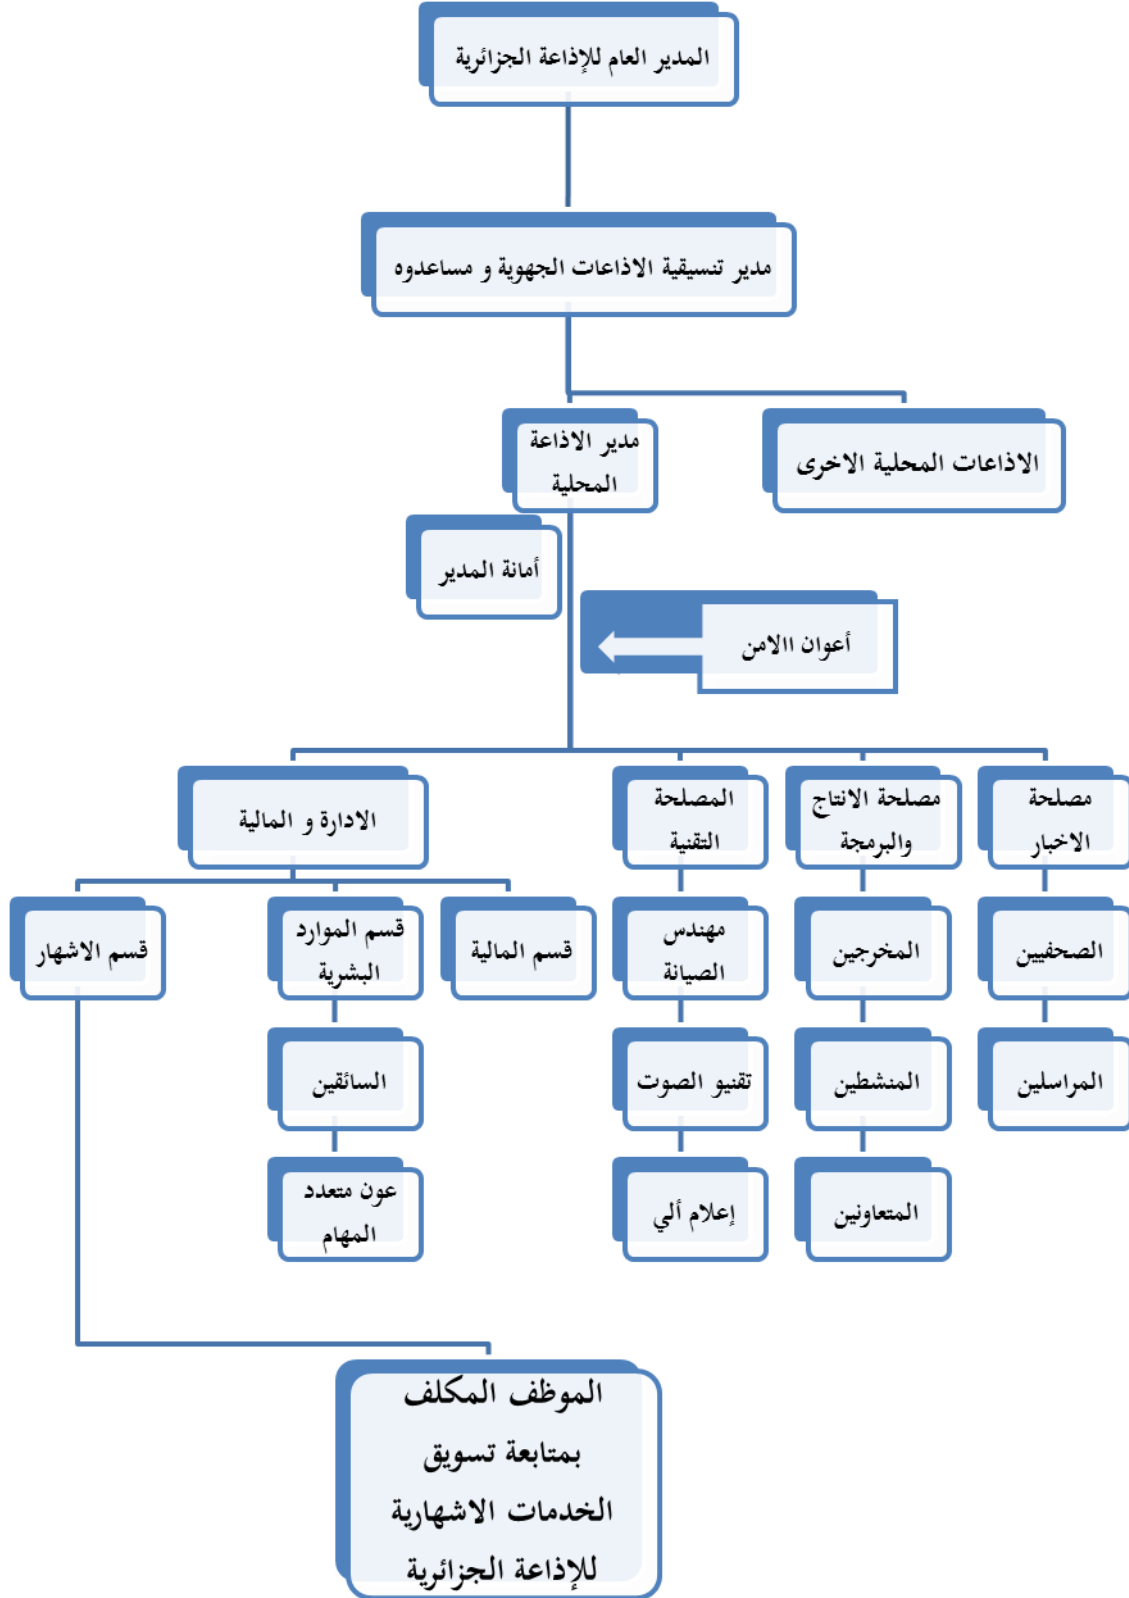 المدير العام للإذاعة الجزائرية
مدير تنسيقية الاذاعات الجهوية و مساعدوه
الاذاعات المحلية الاخرى
مدير الاذاعة
المحلية
أمانة المدير
أعوان االامن
مصلحة
الاخبار
مصلحة الانتاج
والبرمجة
المصلحة
التقنية
الادارة و المالية
الصحفيين
المخرجين
مهندس
الصيانة
قسم المالية
قسم الموارد
البشرية
قسم الاشهار
المراسلين
المنشطين
تقنيو الصوت
السائقين
المتعاونين
إعلام ألي
عون متعدد
المهام
الموظف المكلف
بمتابعة تسويق
الخدمات الاشهارية
للإذاعة الجزائرية